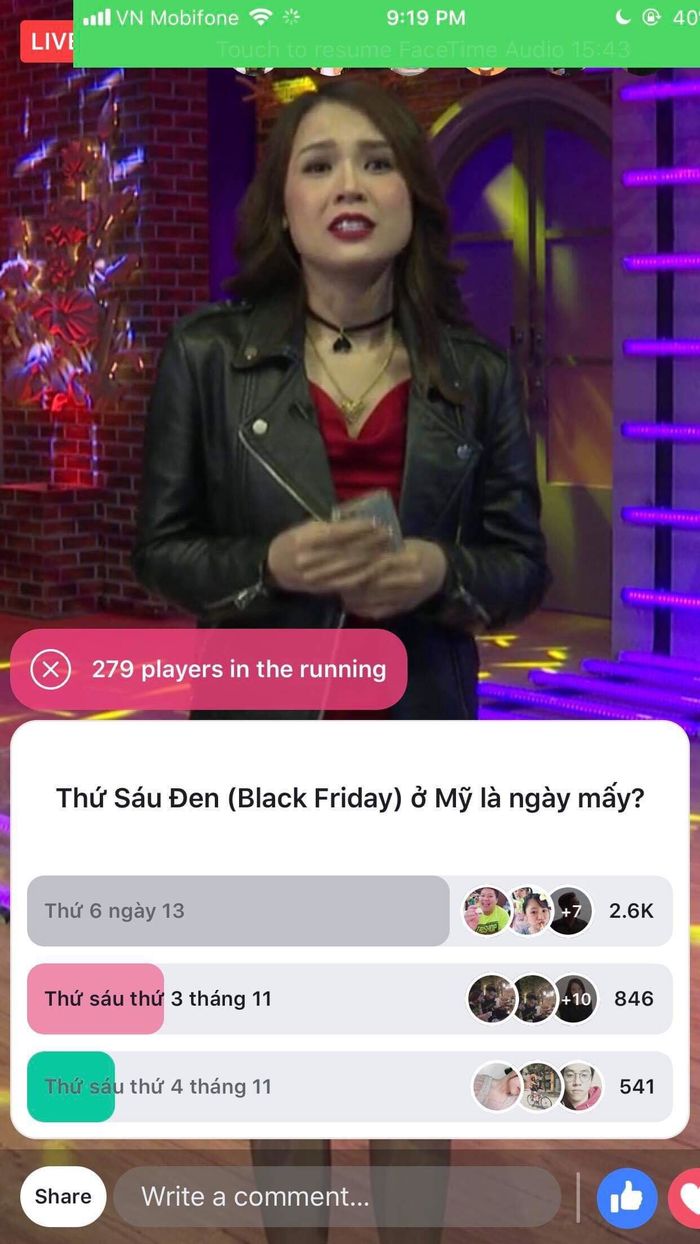 VN Mobifone 9:19 PM 40
LIVE
Touch to resume FaceTime Audio 15:43
279 players in the running
Thứ Sáu Đen (Black Friday) ở Mỹ là ngày mấy?
Thứ 6 ngày 13 +7 2.6K
Thứ sáu thứ 3 tháng 11 +10 846
Thứ sáu thứ 4 tháng 11 541
Share Write a comment...